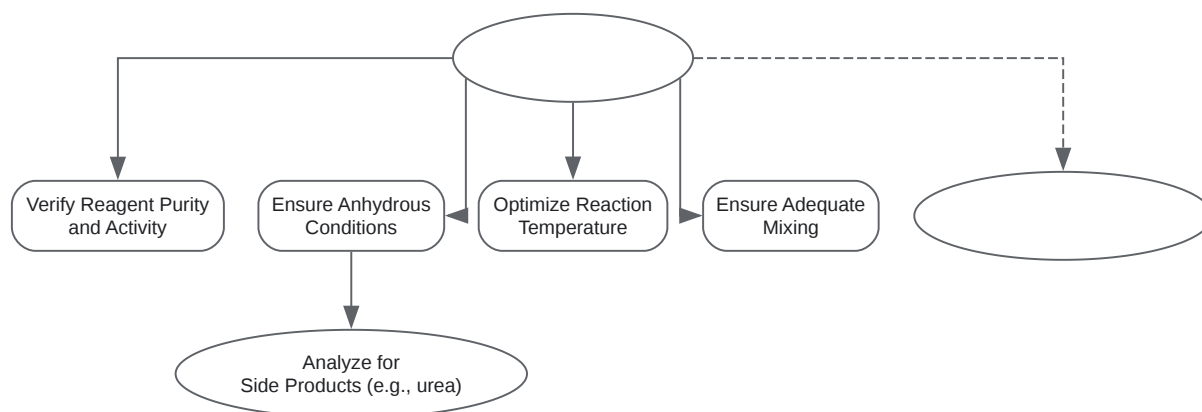 Verify Reagent Purity
and Activity
Ensure Anhydrous
Conditions
Optimize Reaction
Temperature
Ensure Adequate
Mixing
Analyze for
Side Products (e.g., urea)